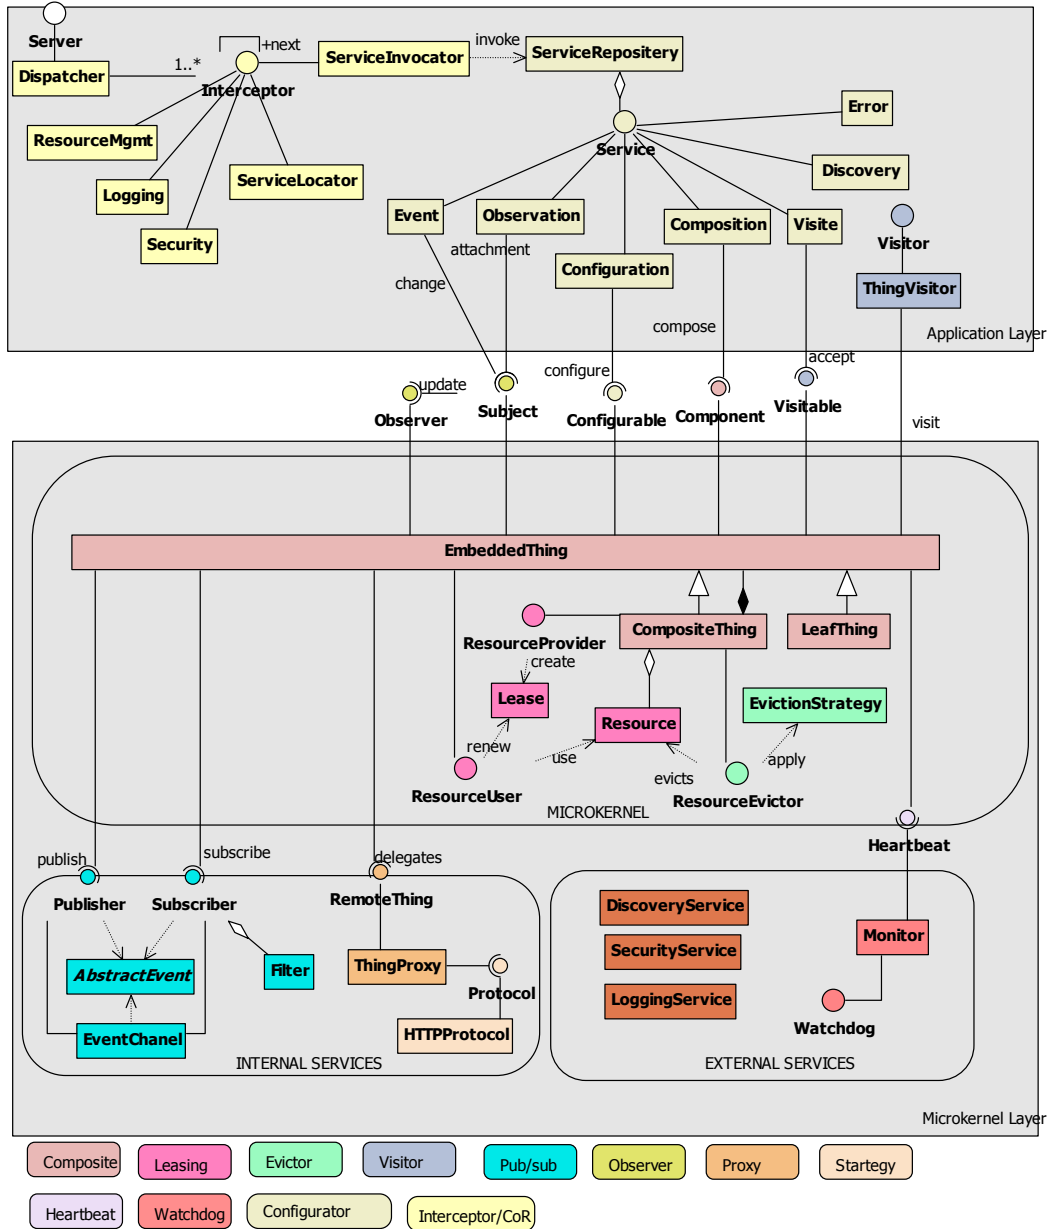 Server
+next
invoke
ServiceInvocator
ServiceRepositery
Dispatcher
1..*
Interceptor
Error
ResourceMgmt
Service
Discovery
Logging
ServiceLocator
Event
Observation
Composition
Visite
Security
attachment
Visitor
Configuration
change
ThingVisitor
compose
Application Layer
accept
configure
update
Observer
Subject
Configurable
Component
Visitable
visit
EmbeddedThing
CompositeThing
LeafThing
ResourceProvider
create
Lease
EvictionStrategy
Resource
renew
use
evicts
apply
ResourceUser
ResourceEvictor
MICROKERNEL
Heartbeat
publish
subscribe
delegates
Publisher
Subscriber
RemoteThing
DiscoveryService
Monitor
SecurityService
AbstractEvent
Filter
ThingProxy
Protocol
LoggingService
Watchdog
EventChanel
HTTPProtocol
INTERNAL SERVICES
EXTERNAL SERVICES
Microkernel Layer
Composite
Leasing
Evictor
Visitor
Pub/sub
Observer
Proxy
Startegy
Heartbeat
Watchdog
Configurator
Interceptor/CoR